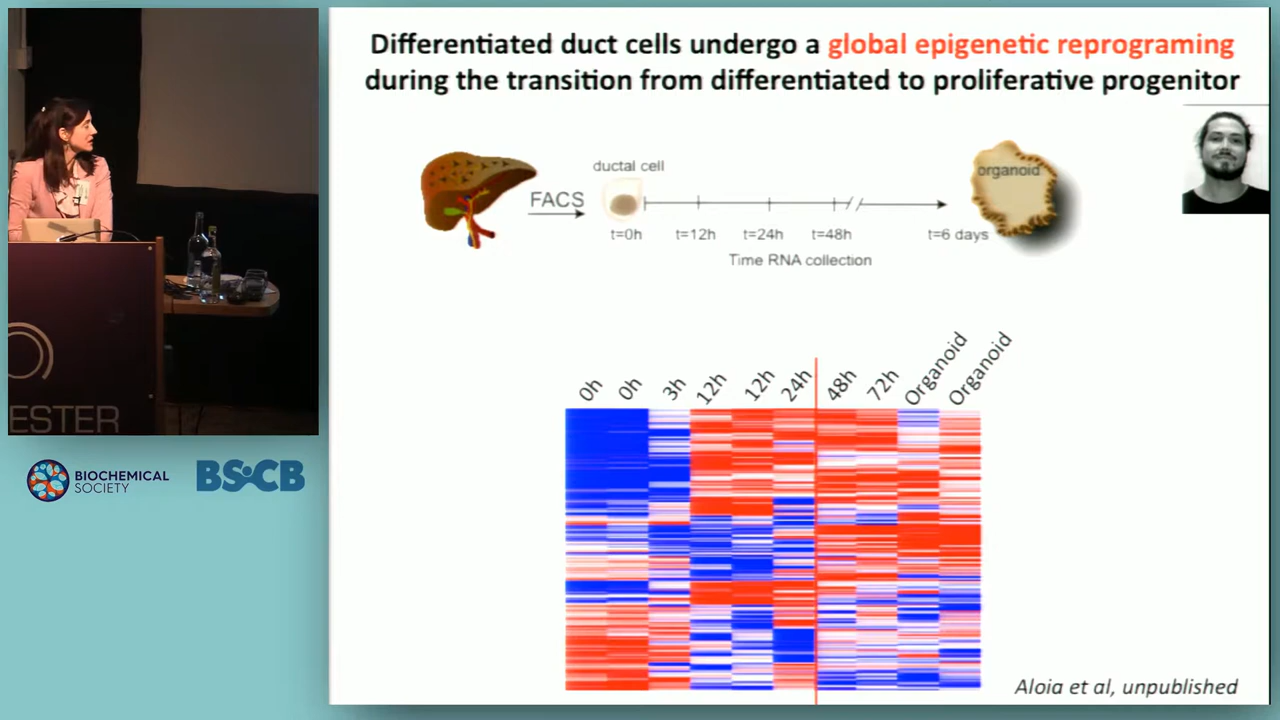 Differentiated duct cells undergo a global epigenetic reprograming
during the transition from differentiated to proliferative progenitor
ductal cell
FACS
organoid
t=0h
t=12h
t=24h
t=48h
t=6 days
Time RNA collection
0h
0h
3h
12h
12h
24h
48h
72h
Organoid
Organoid
Aloia et al, unpublished
ESTER
BIOCHEMICAL
SOCIETY
BSCB